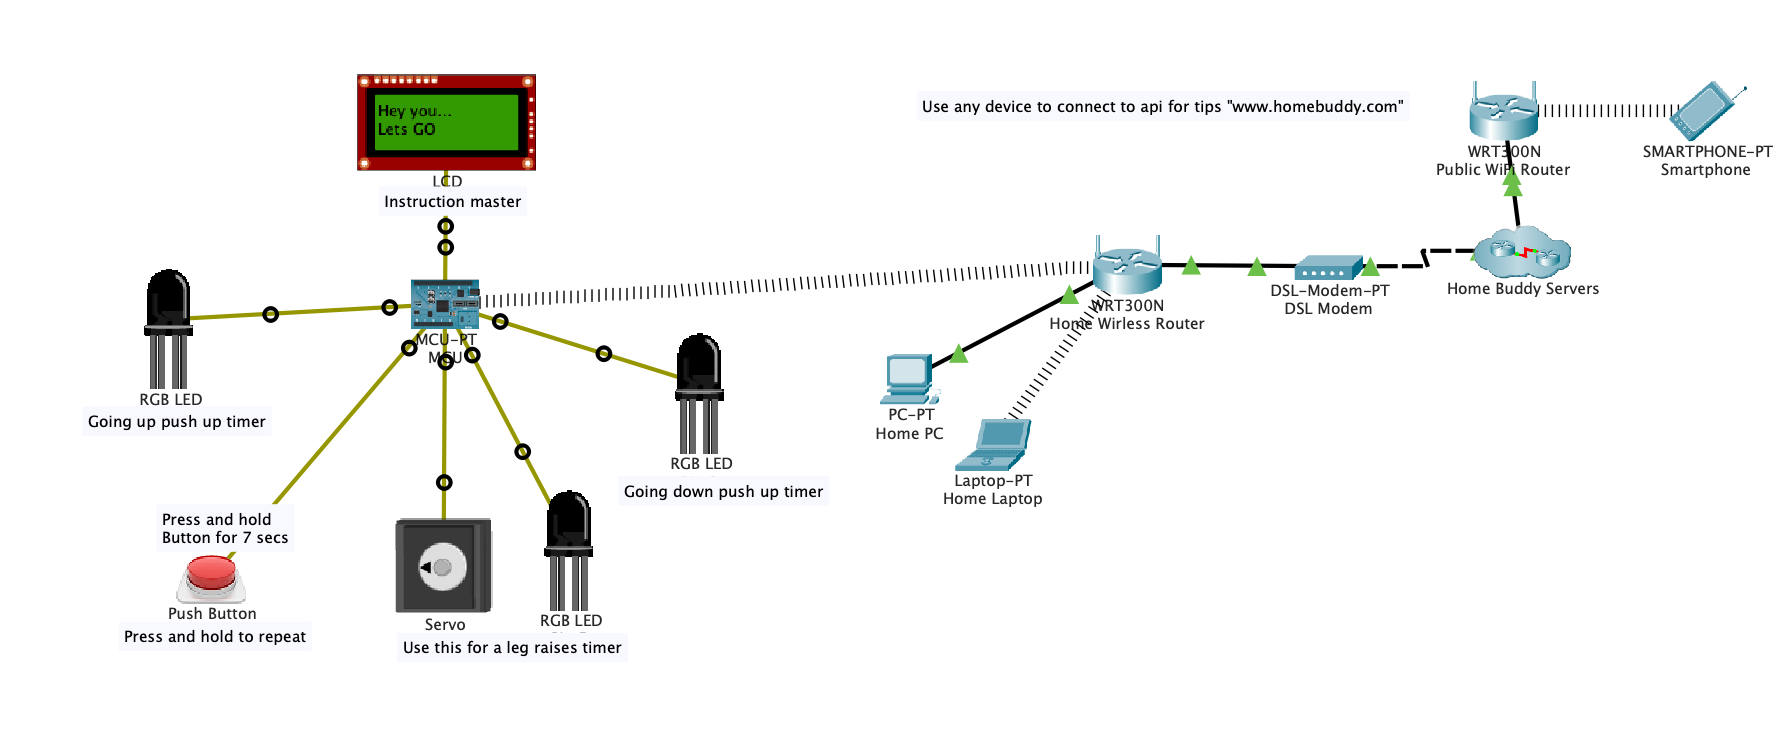 Hey you...
Lets GO
LCD
Instruction master
Use any device to connect to api for tips "www.homebuddy.com"
WRT300N
Public WiFi Router
SMARTPHONE-PT
Smartphone
Home Buddy Servers
DSL-Modem-PT
DSL Modem
WRT300N
Home Wirless Router
MCU-PT
MCU
RGB LED
Going up push up timer
PC-PT
Home PC
RGB LED
Going down push up timer
Laptop-PT
Home Laptop
Press and hold
Button for 7 secs
Push Button
Press and hold to repeat
Servo
RGB LED
Use this for a leg raises timer